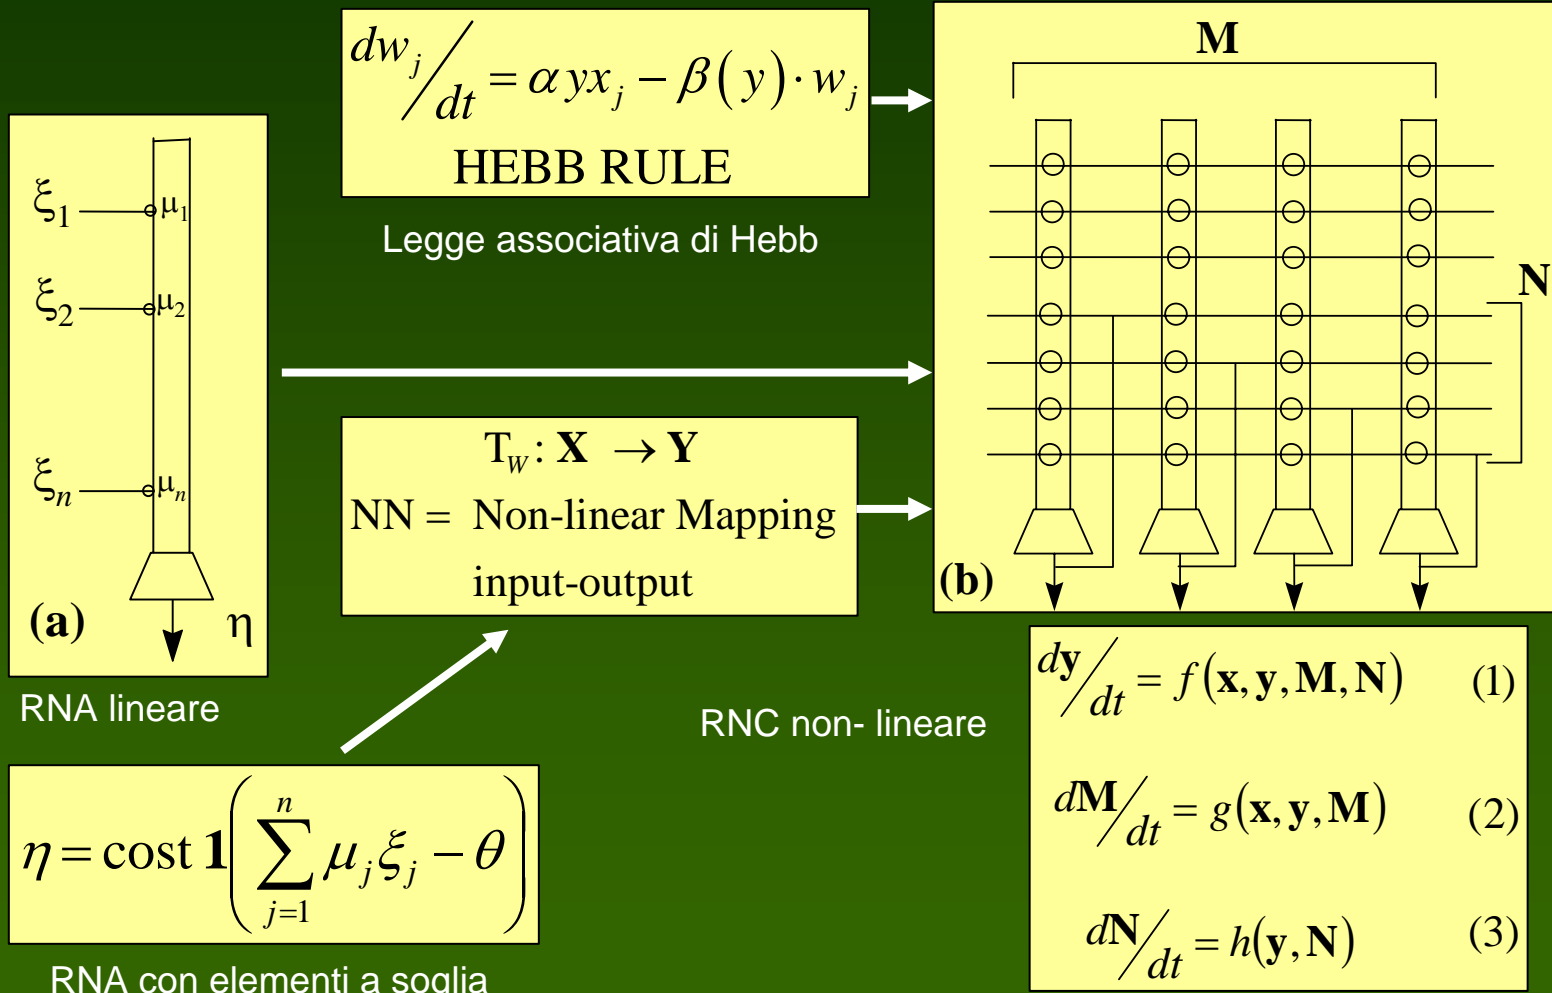 dw_j/dt = α y x_j − β(y) · w_j
HEBB RULE
Legge associativa di Hebb
ξ₁ μ₁
ξ₂ μ₂
ξₙ μₙ
(a) η
RNA lineare
T_W : X → Y
NN = Non-linear Mapping
input-output
η = cost 1( ∑_{j=1}^{n} μ_j ξ_j − θ )
RNA con elementi a soglia
M
N
(b)
RNC non- lineare
dy/dt = f(x, y, M, N) (1)
dM/dt = g(x, y, M) (2)
dN/dt = h(y, N) (3)